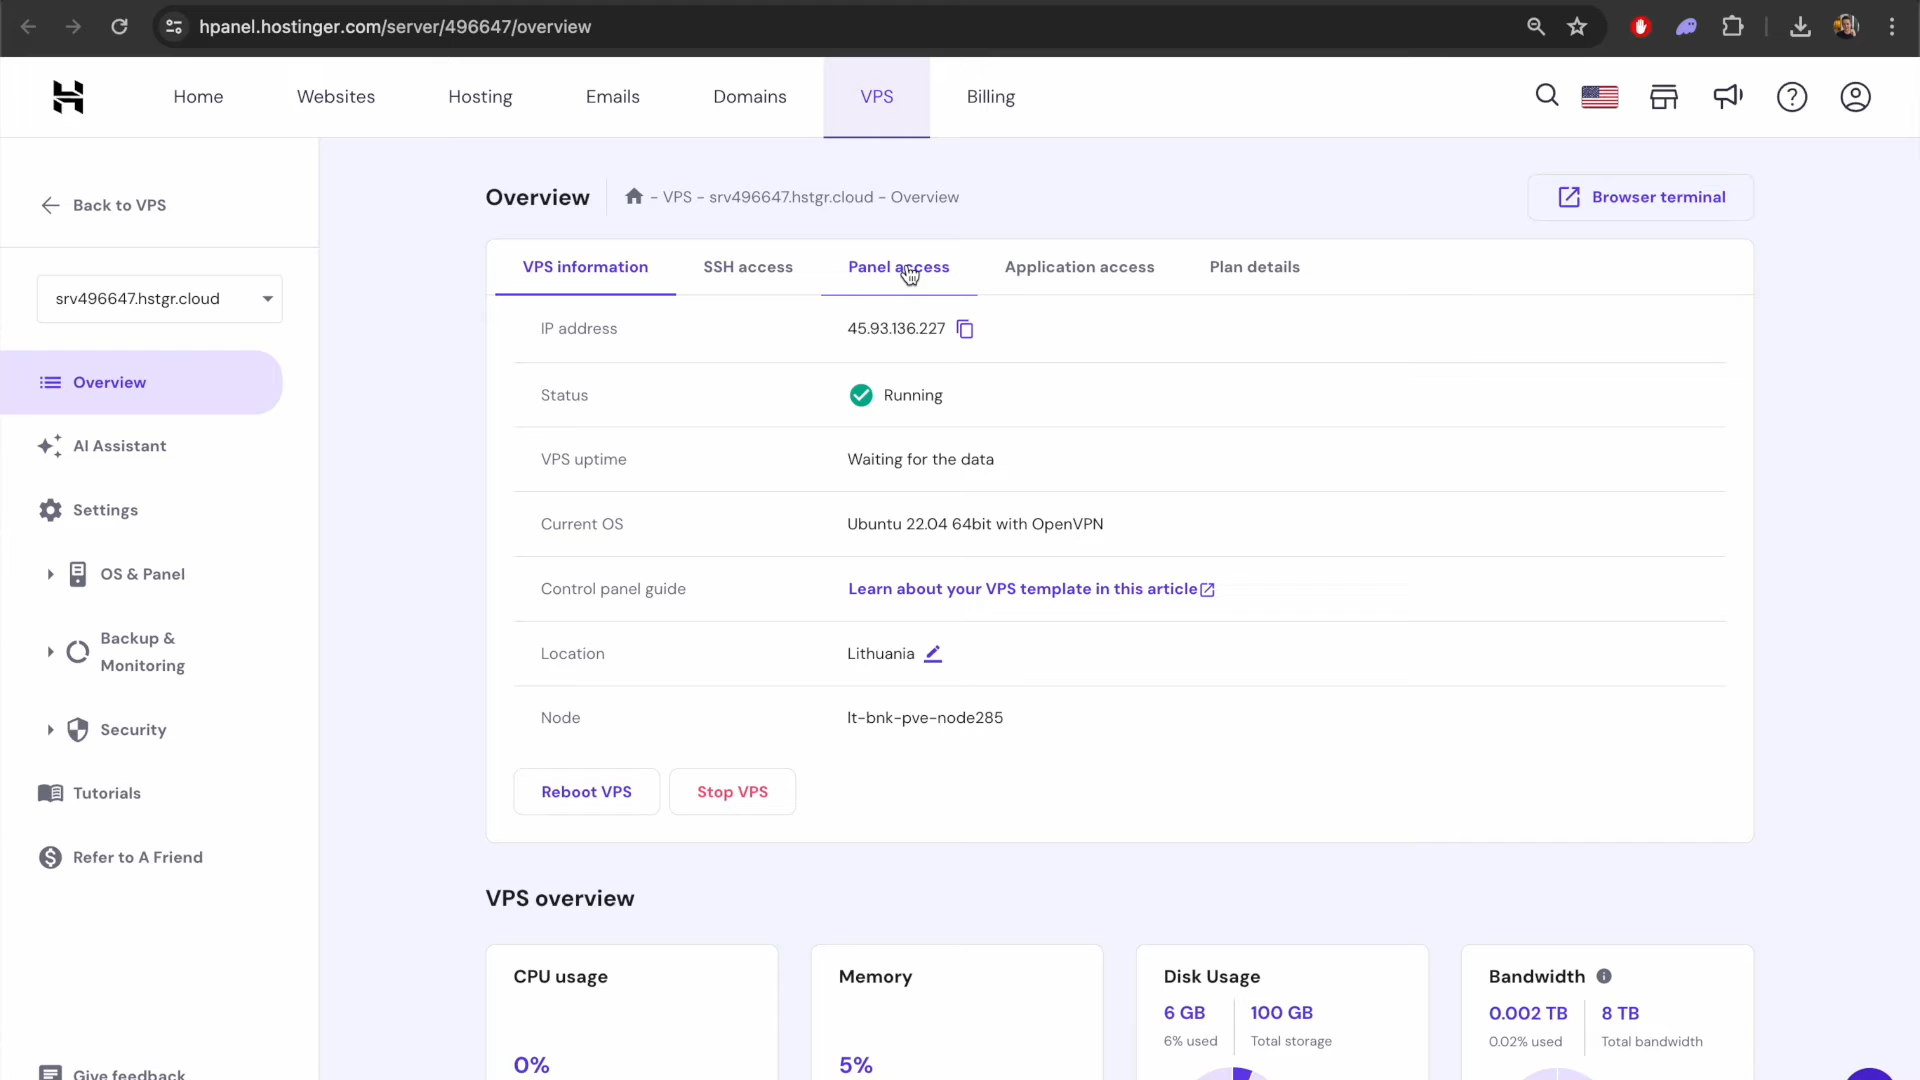 hpanel.hostinger.com/server/496647/overview
Home
Websites
Hosting
Emails
Domains
VPS
Billing
Back to VPS
srv496647.hstgr.cloud
Overview
AI Assistant
Settings
OS & Panel
Backup &
Monitoring
Security
Tutorials
Refer to A Friend
Give feedback
Overview
- VPS - srv496647.hstgr.cloud - Overview
Browser terminal
VPS information
SSH access
Panel access
Application access
Plan details
IP address
45.93.136.227
Status
Running
VPS uptime
Waiting for the data
Current OS
Ubuntu 22.04 64bit with OpenVPN
Control panel guide
Learn about your VPS template in this article
Location
Lithuania
Node
lt-bnk-pve-node285
Reboot VPS
Stop VPS
VPS overview
CPU usage
0%
Memory
5%
Disk Usage
6 GB
6% used
100 GB
Total storage
Bandwidth
0.002 TB
0.02% used
8 TB
Total bandwidth